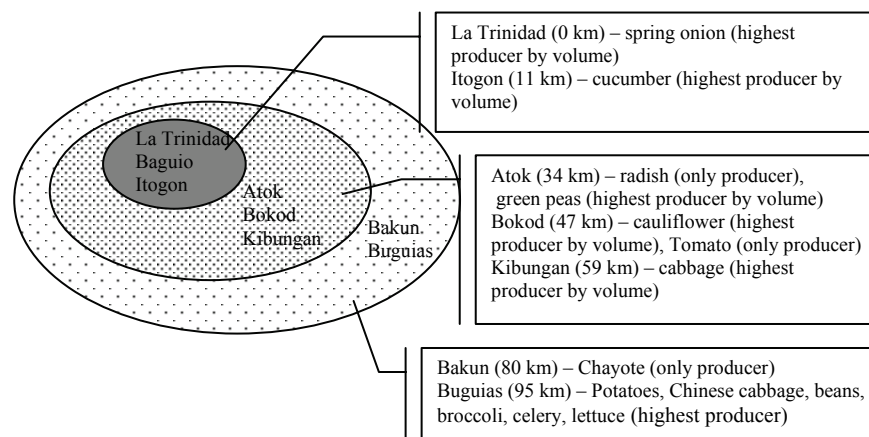 La Trinidad (0 km) – spring onion (highest
producer by volume)
Itogon (11 km) – cucumber (highest producer by
volume)
La Trinidad
Baguio
Itogon
Atok
Bokod
Kibungan
Bakun
Buguias
Atok (34 km) – radish (only producer),
green peas (highest producer by volume)
Bokod (47 km) – cauliflower (highest
producer by volume), Tomato (only producer)
Kibungan (59 km) – cabbage (highest
producer by volume)
Bakun (80 km) – Chayote (only producer)
Buguias (95 km) – Potatoes, Chinese cabbage, beans,
broccoli, celery, lettuce (highest producer)